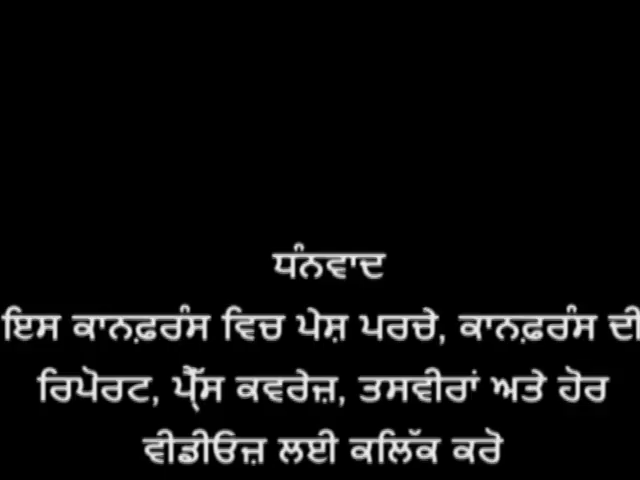 ਧੰਨਵਾਦ
ਇਸ ਕਾਨਫ਼ਰੰਸ ਵਿਚ ਪੇਸ਼ ਪਰਚੇ, ਕਾਨਫ਼ਰੰਸ ਦੀ
ਰਿਪੋਰਟ, ਪ੍ਰੈੱਸ ਕਵਰੇਜ਼, ਤਸਵੀਰਾਂ ਅਤੇ ਹੋਰ
ਵੀਡੀਓਜ਼ ਲਈ ਕਲਿੱਕ ਕਰੋ